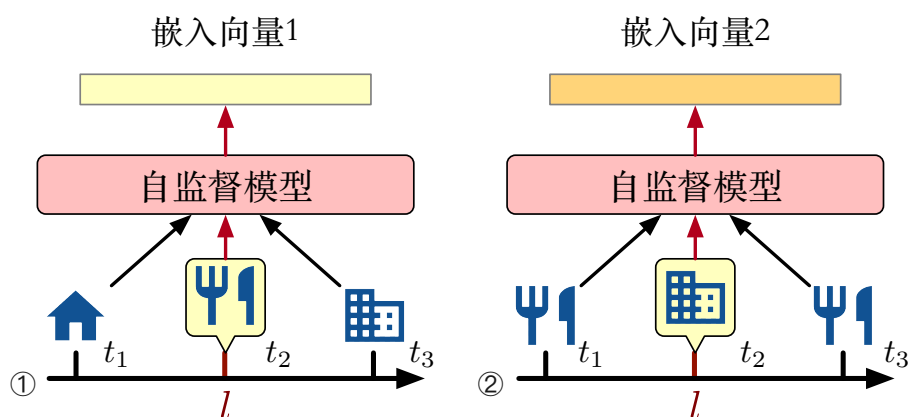 嵌入向量1
自监督模型
t1 t2 t3
①
l
嵌入向量2
自监督模型
t1 t2 t3
②
l